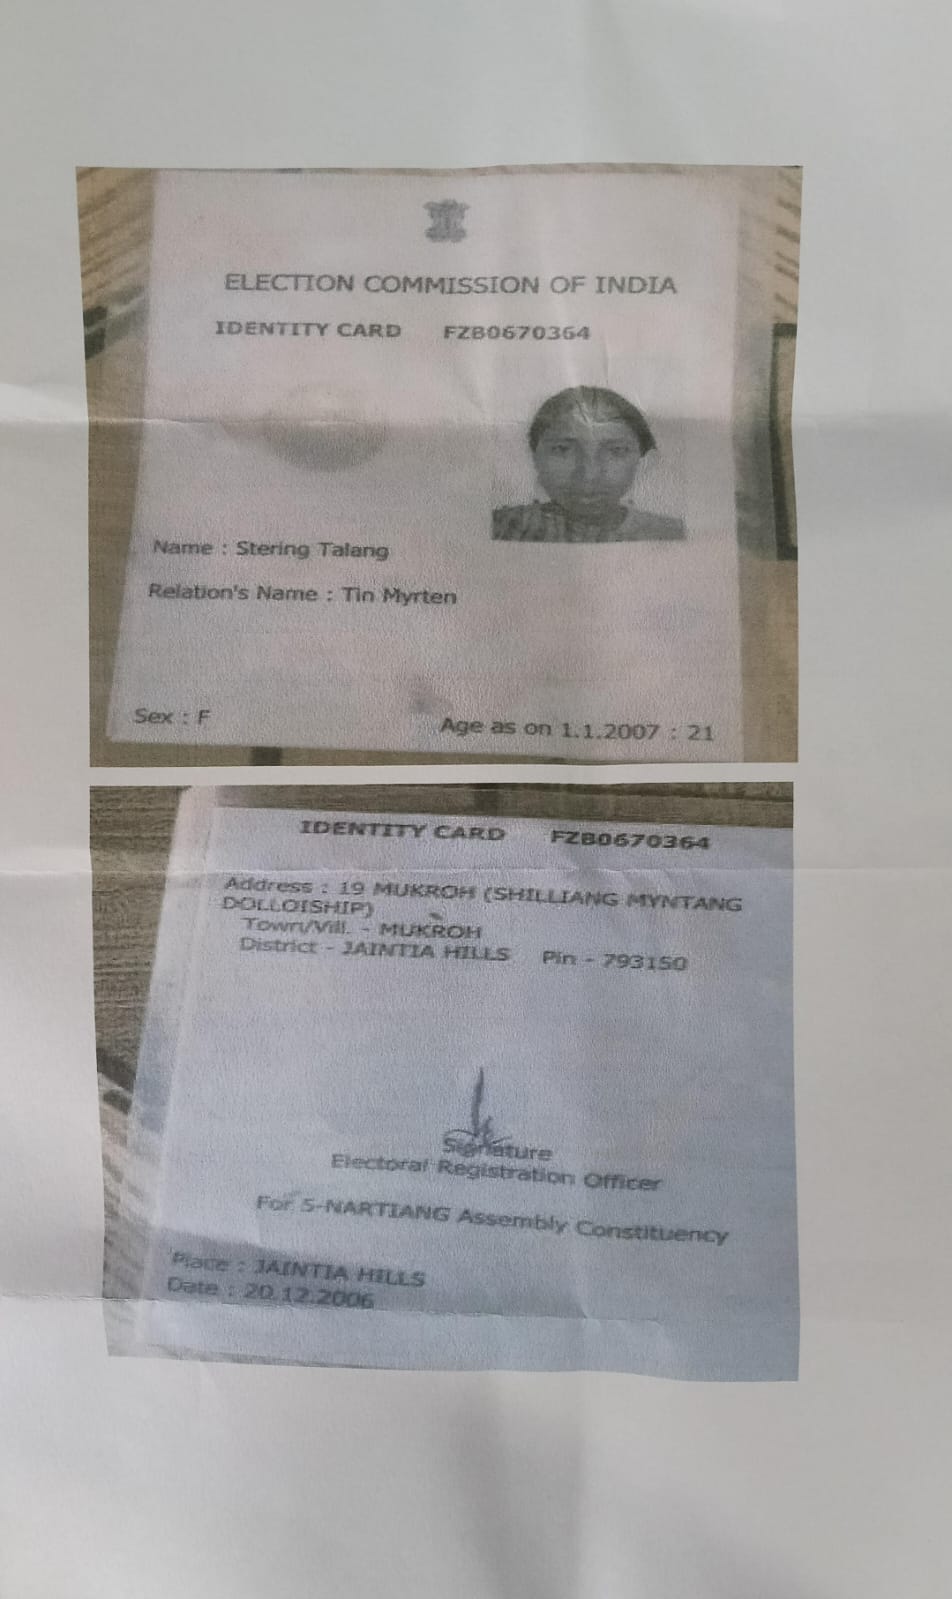 ELECTION COMMISSION OF INDIA
IDENTITY CARD FZB0670364
Name : Stering Talang
Relation's Name : Tin Myrten
Sex : F
Age as on 1.1.2007 : 21
IDENTITY CARD FZB0670364
Address : 19 MUKROH (SHILLIANG MYNTANG
DOLLOISHIP)
Town/Vill. - MUKROH
District - JAINTIA HILLS Pin - 793150
Signature
Electoral Registration Officer
For 5-NARTIANG Assembly Constituency
Place : JAINTIA HILLS
Date : 20.12.2006